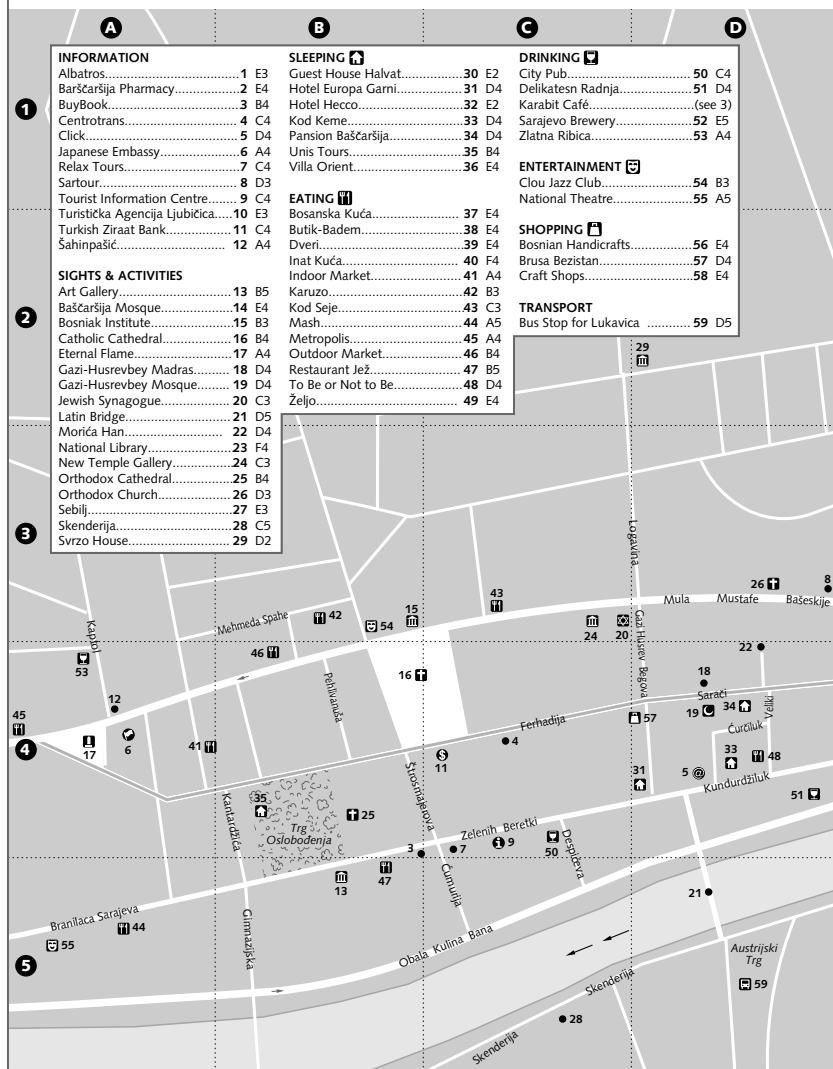 A B C D
1
2
3
4
5
INFORMATION
Albatros.................................1 E3
Barščaršija Pharmacy.................2 E4
BuyBook.................................3 B4
Centrotrans.............................4 C4
Click......................................5 D4
Japanese Embassy....................6 A4
Relax Tours.............................7 C4
Sartour...................................8 D3
Tourist Information Centre........9 C4
Turistička Agencija Ljubičica.....10 E3
Turkish Ziraat Bank..................11 C4
Šahinpašić..............................12 A4
SIGHTS & ACTIVITIES
Art Gallery..............................13 B5
Baščaršija Mosque...................14 E4
Bosniak Institute......................15 B3
Catholic Cathedral...................16 B4
Eternal Flame..........................17 A4
Gazi-Husrevbey Madras...........18 D4
Gazi-Husrevbey Mosque..........19 D4
Jewish Synagogue...................20 C3
Latin Bridge............................21 D5
Morića Han............................. 22 D4
National Library.......................23 F4
New Temple Gallery.................24 C3
Orthodox Cathedral.................25 B4
Orthodox Church.....................26 D3
Sebilj.....................................27 E3
Skenderija..............................28 C5
Svrzo House...........................29 D2
SLEEPING
Guest House Halvat.................30 E2
Hotel Europa Garni..................31 D4
Hotel Hecco...........................32 E2
Kod Keme..............................33 D4
Pansion Baščaršija...................34 D4
Unis Tours..............................35 B4
Villa Orient.............................36 E4
EATING
Bosanska Kuća........................ 37 E4
Butik-Badem...........................38 E4
Dveri.....................................39 E4
Inat Kuća................................ 40 F4
Indoor Market.........................41 A4
Karuzo...................................42 B3
Kod Seje................................43 C3
Mash.....................................44 A5
Metropolis..............................45 A4
Outdoor Market......................46 B4
Restaurant Jež........................47 B5
To Be or Not to Be...................48 D4
Željo...................................... 49 E4
DRINKING
City Pub.................................50 C4
Delikatesn Radnja....................51 D4
Karabit Café...........................(see 3)
Sarajevo Brewery.....................52 E5
Zlatna Ribica..........................53 A4
ENTERTAINMENT
Clou Jazz Club........................54 B3
National Theatre......................55 A5
SHOPPING
Bosnian Handicrafts.................56 E4
Brusa Bezistan.........................57 D4
Craft Shops............................58 E4
TRANSPORT
Bus Stop for Lukavica .............. 59 D5
29
Logavina
26
8
43
Mula Mustafe Bašeskije
Kaptol
Mehmeda Spahe
42
15
54
24
20
Gazi Husrev Begova
22
46
53
16
Pehlivanuša
18
Sarači
12
45
19
34
Veliki
57
Ferhadija
Ćurčiluk
17
6
41
4
11
33
48
5 @
31
Kundurdžiluk
Štrosmajerova
51
35
Kantardžića
25
Trg
Oslobođenja
Zelenih Beretki
3
7
9
50
Despićeva
13
47
Ćumurija
21
Branilaca Sarajeva
44
Gimnazijska
55
Obala Kulina Bana
Austrijski
Trg
59
Skenderija
28
Skenderija